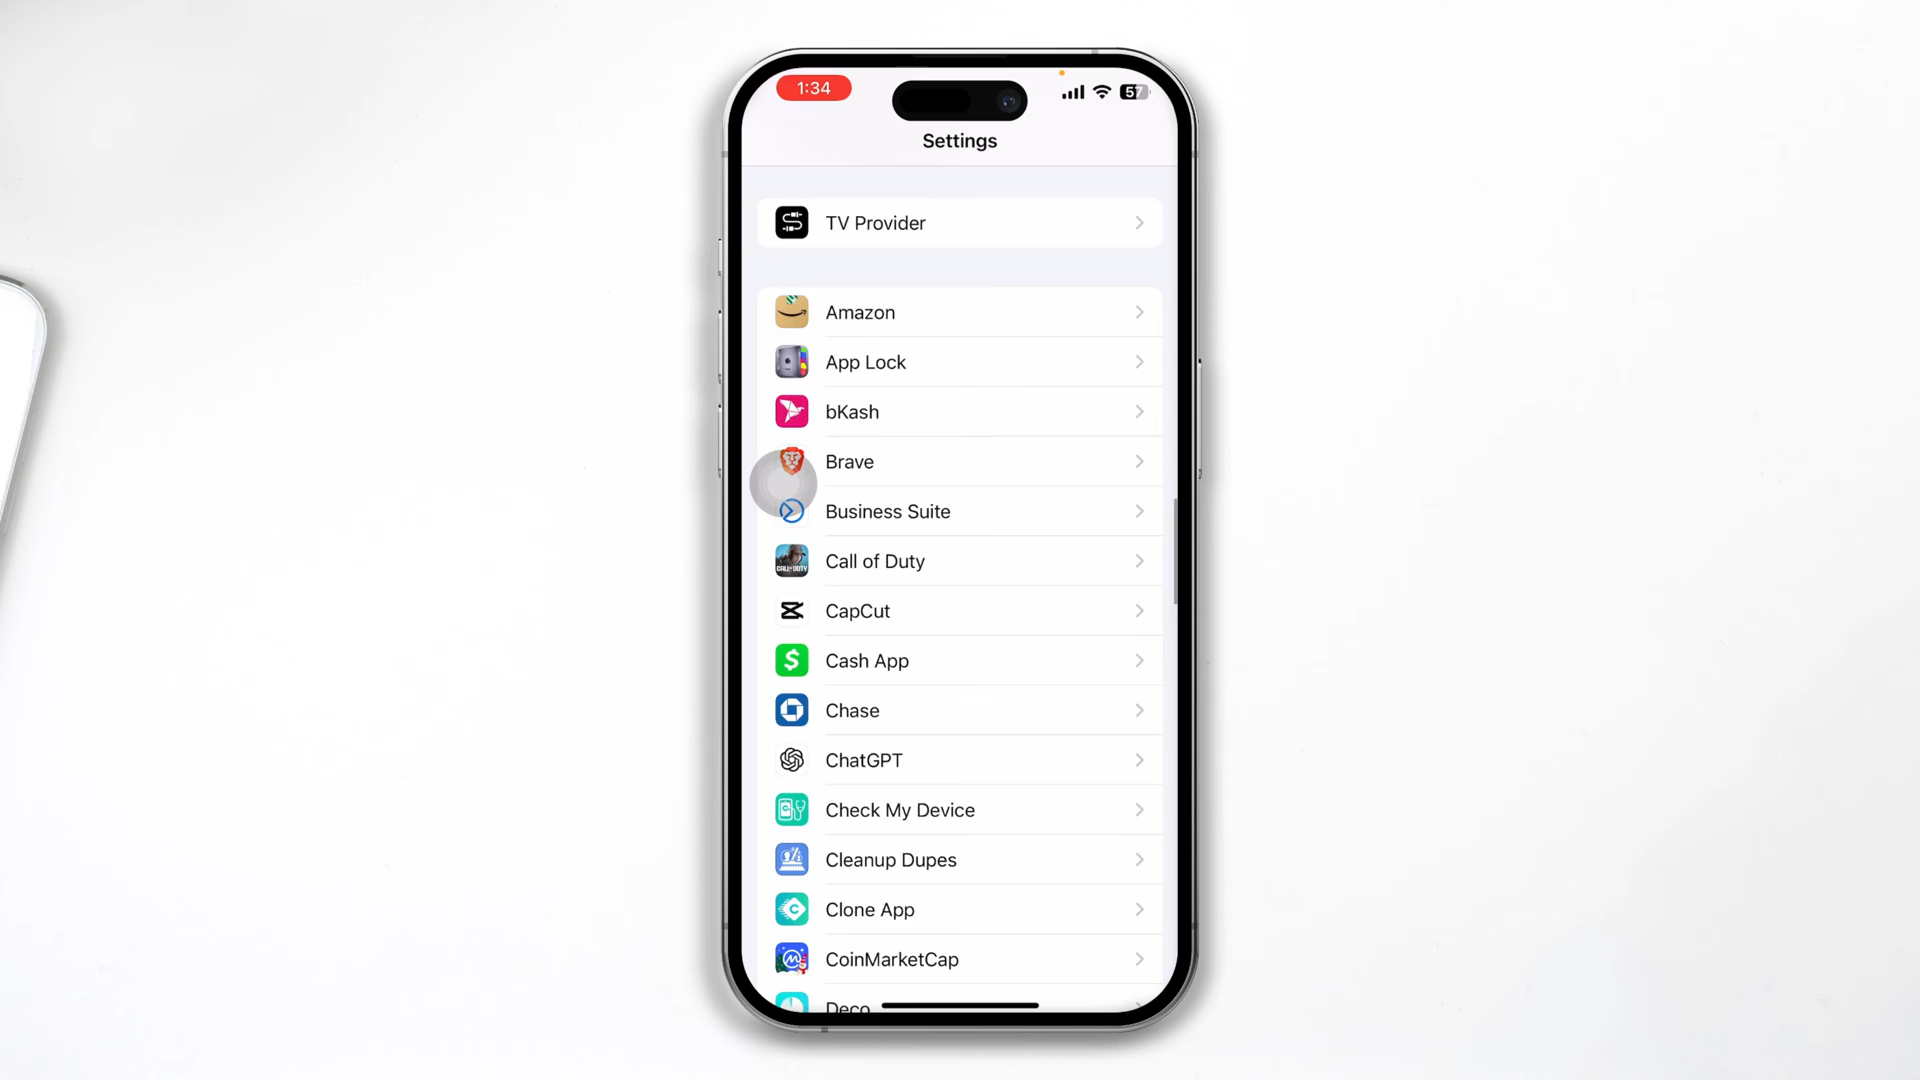 1:34
57
Settings
TV Provider
Amazon
App Lock
bKash
Brave
Business Suite
Call of Duty
CapCut
Cash App
Chase
ChatGPT
Check My Device
Cleanup Dupes
Clone App
CoinMarketCap
Deco